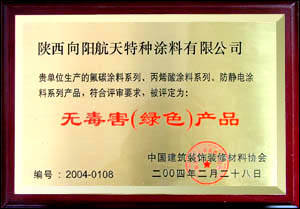 陕西向阳航天特种涂料有限公司
贵单位生产的氟碳涂料系列、丙烯酸涂料系列、防静电涂
料系列产品，符合评审要求，被评定为：
无毒害(绿色)产品
中国建筑装饰装修材料协会
编号：2004-0108
二00四年二月二十八日